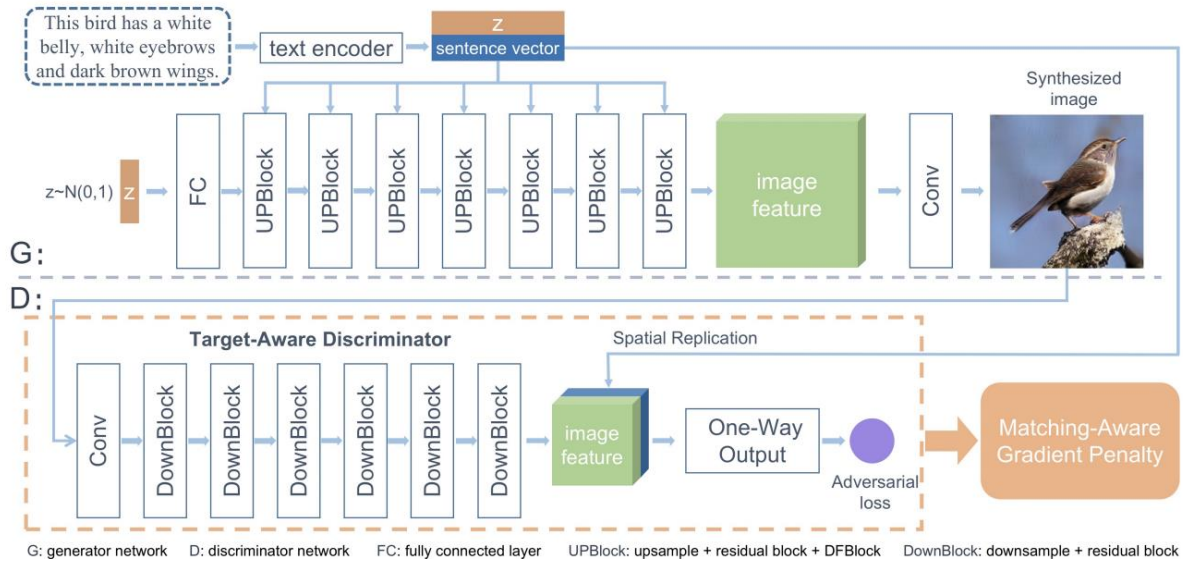 This bird has a white
belly, white eyebrows
and dark brown wings.
text encoder
z
sentence vector
Synthesized
image
z~N(0,1)
z
FC
UPBlock
UPBlock
UPBlock
UPBlock
UPBlock
UPBlock
UPBlock
image
feature
Conv
G:
D:
Target-Aware Discriminator
Spatial Replication
Conv
DownBlock
DownBlock
DownBlock
DownBlock
DownBlock
DownBlock
image
feature
One-Way
Output
Adversarial
loss
Matching-Aware
Gradient Penalty
G: generator network D: discriminator network FC: fully connected layer UPBlock: upsample + residual block + DFBlock DownBlock: downsample + residual block